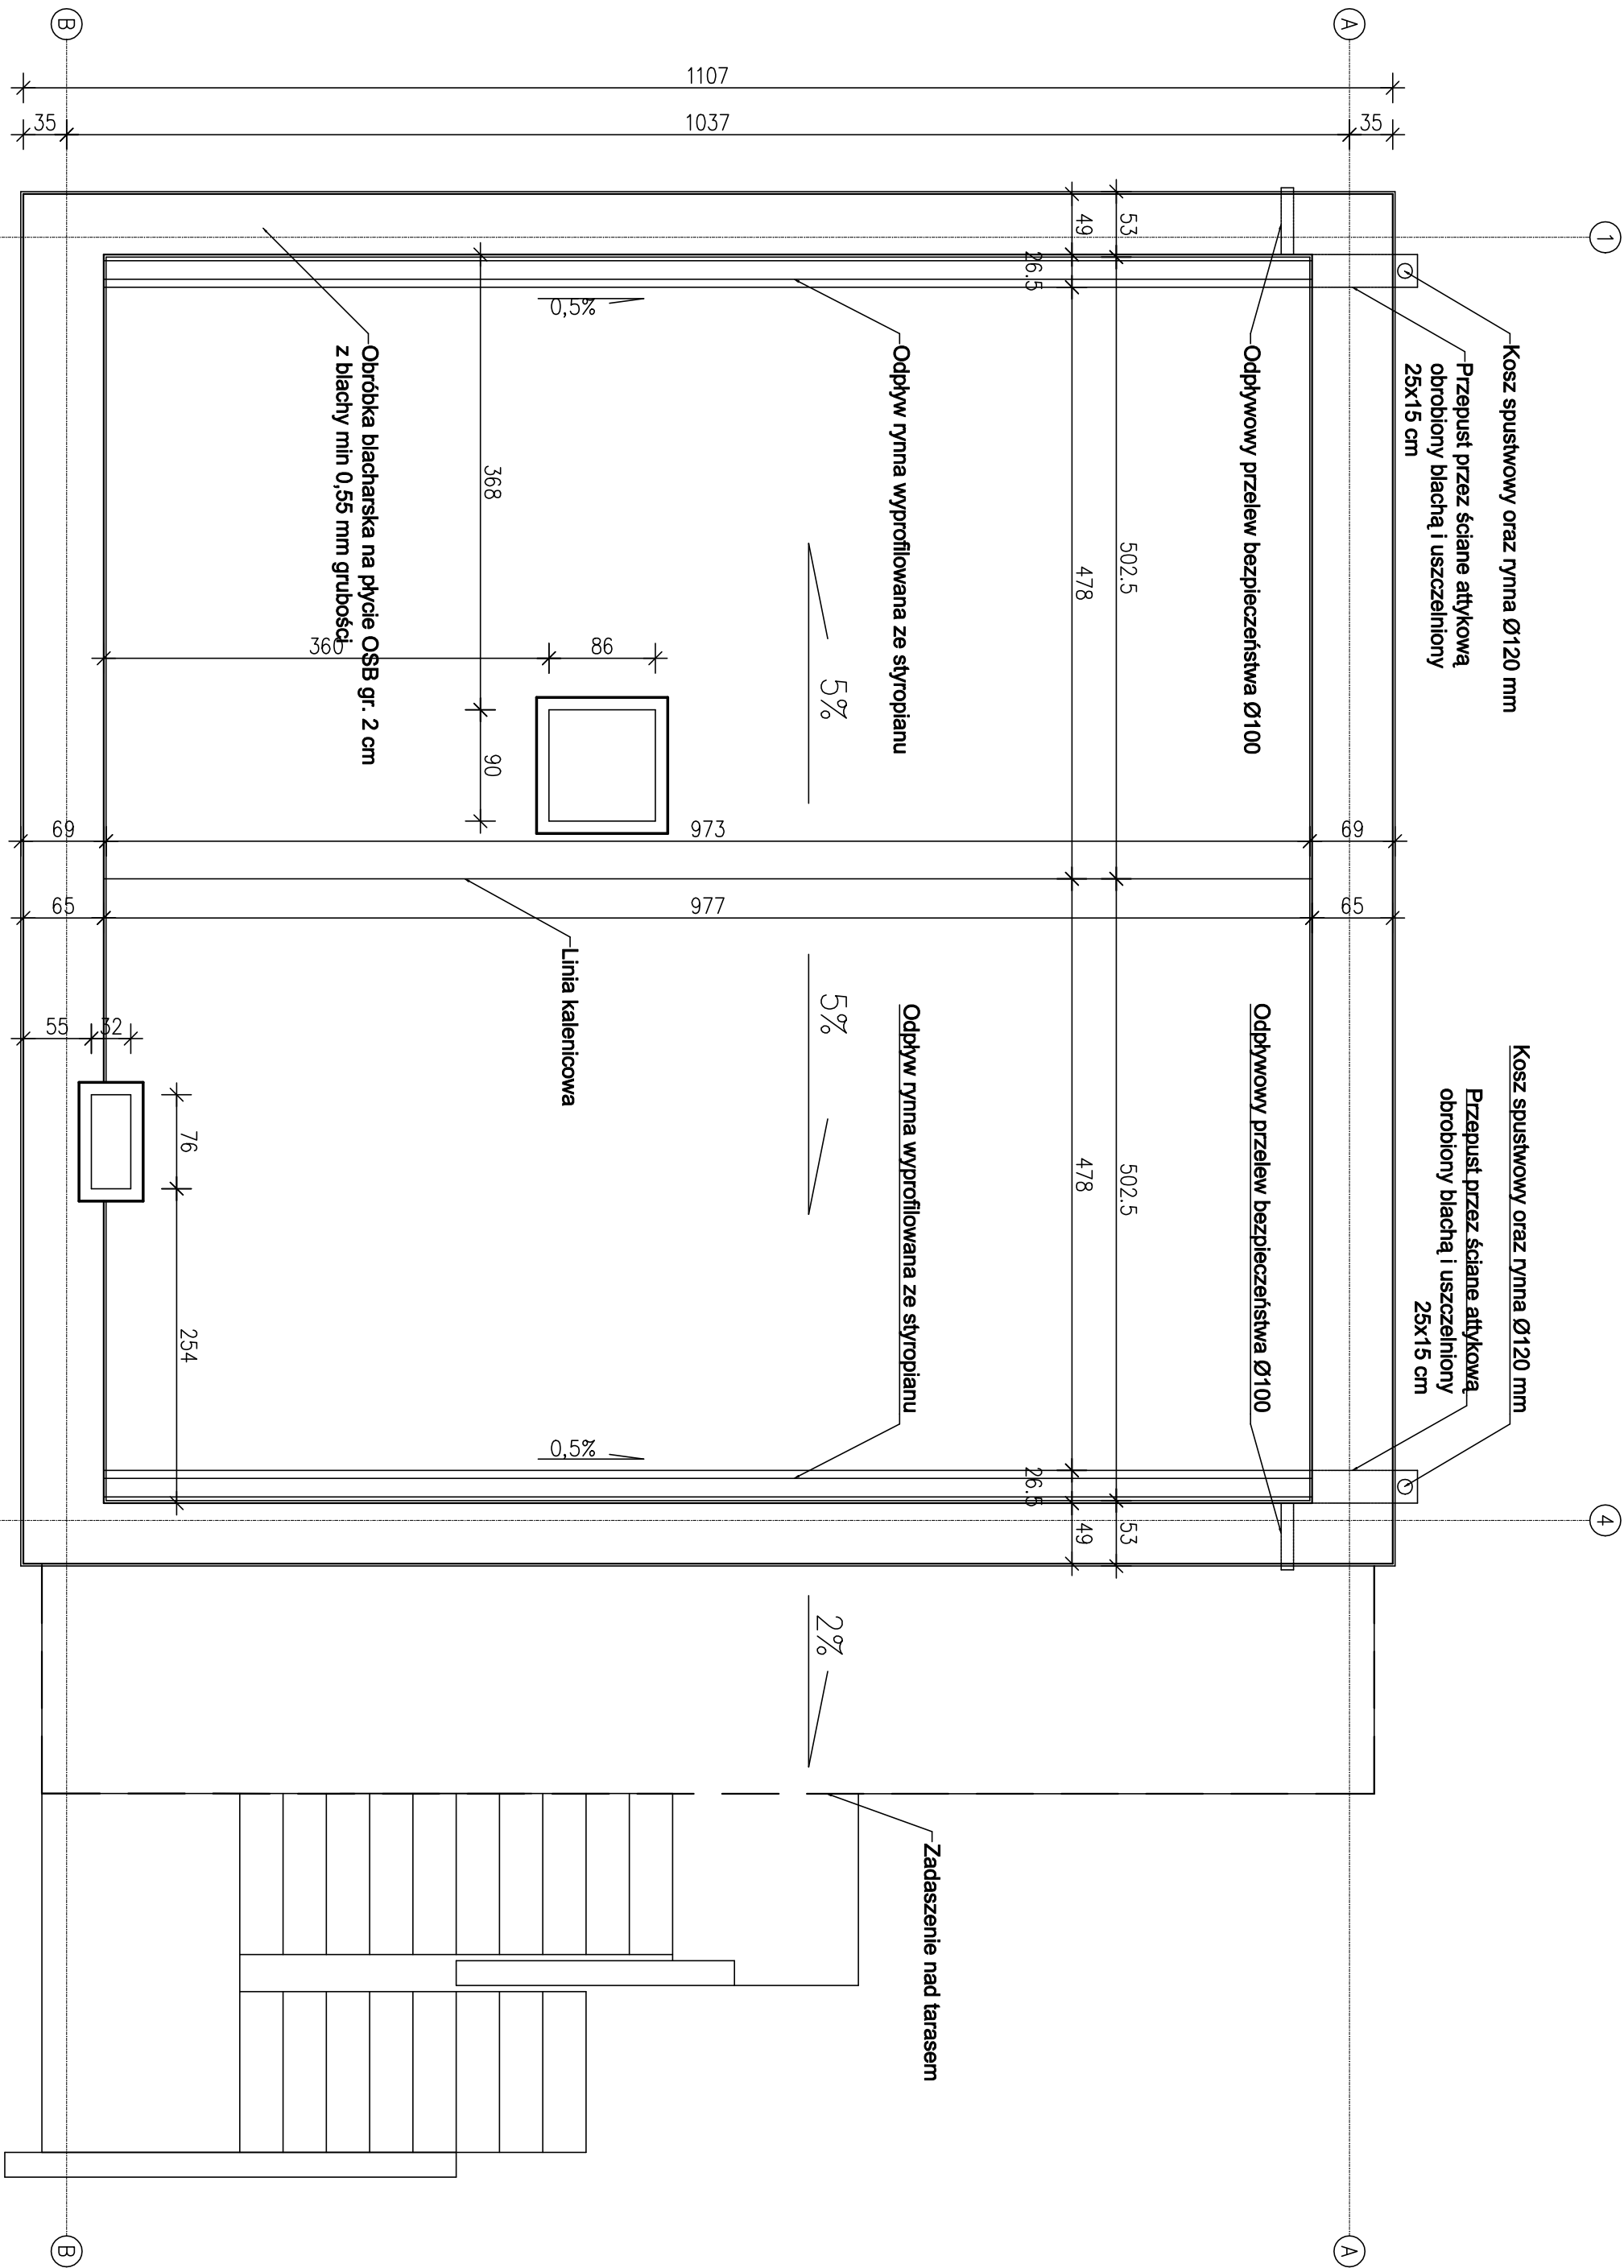 Kosz spustwowy oraz rynna Ø120 mm
Przepust przez ściane attykową
obrobiony blachą i uszczelniony
25x15 cm
Kosz spustwowy oraz rynna Ø120 mm
Przepust przez ściane attykową
obrobiony blachą i uszczelniony
25x15 cm
Odpływowy przelew bezpieczeństwa Ø100
Odpływowy przelew bezpieczeństwa Ø100
Odpływ rynna wyprofilowana ze styropianu
Odpływ rynna wyprofilowana ze styropianu
Zadaszenie nad tarasem
Linia kalenicowa
Obróbka blacharska na płycie OSB gr. 2 cm
z blachy min 0,55 mm grubości
A
A
B
B
1
4
1107
35
1037
35
53
502.5
502.5
53
49
478
478
49
26.5
26.5
5%
5%
2%
0,5%
0,5%
368
90
360
86
69
973
69
65
977
65
55
32
76
254